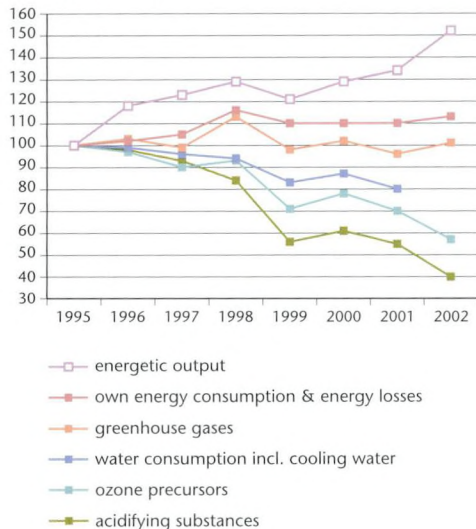 160
150
140
130
120
110
100
90
80
70
60
50
40
30
1995 1996 1997 1998 1999 2000 2001 2002
energetic output
own energy consumption & energy losses
greenhouse gases
water consumption incl. cooling water
ozone precursors
acidifying substances